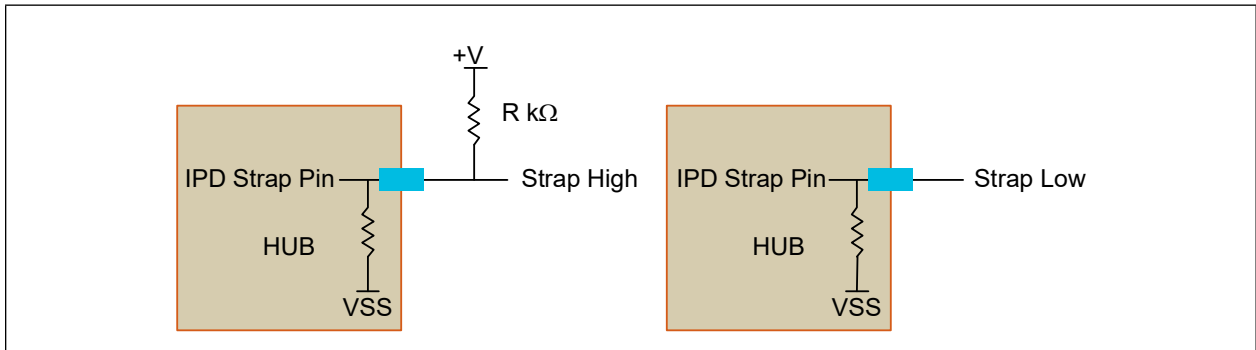 +V
R kΩ
IPD Strap Pin
Strap High
IPD Strap Pin
Strap Low
HUB
HUB
VSS
VSS